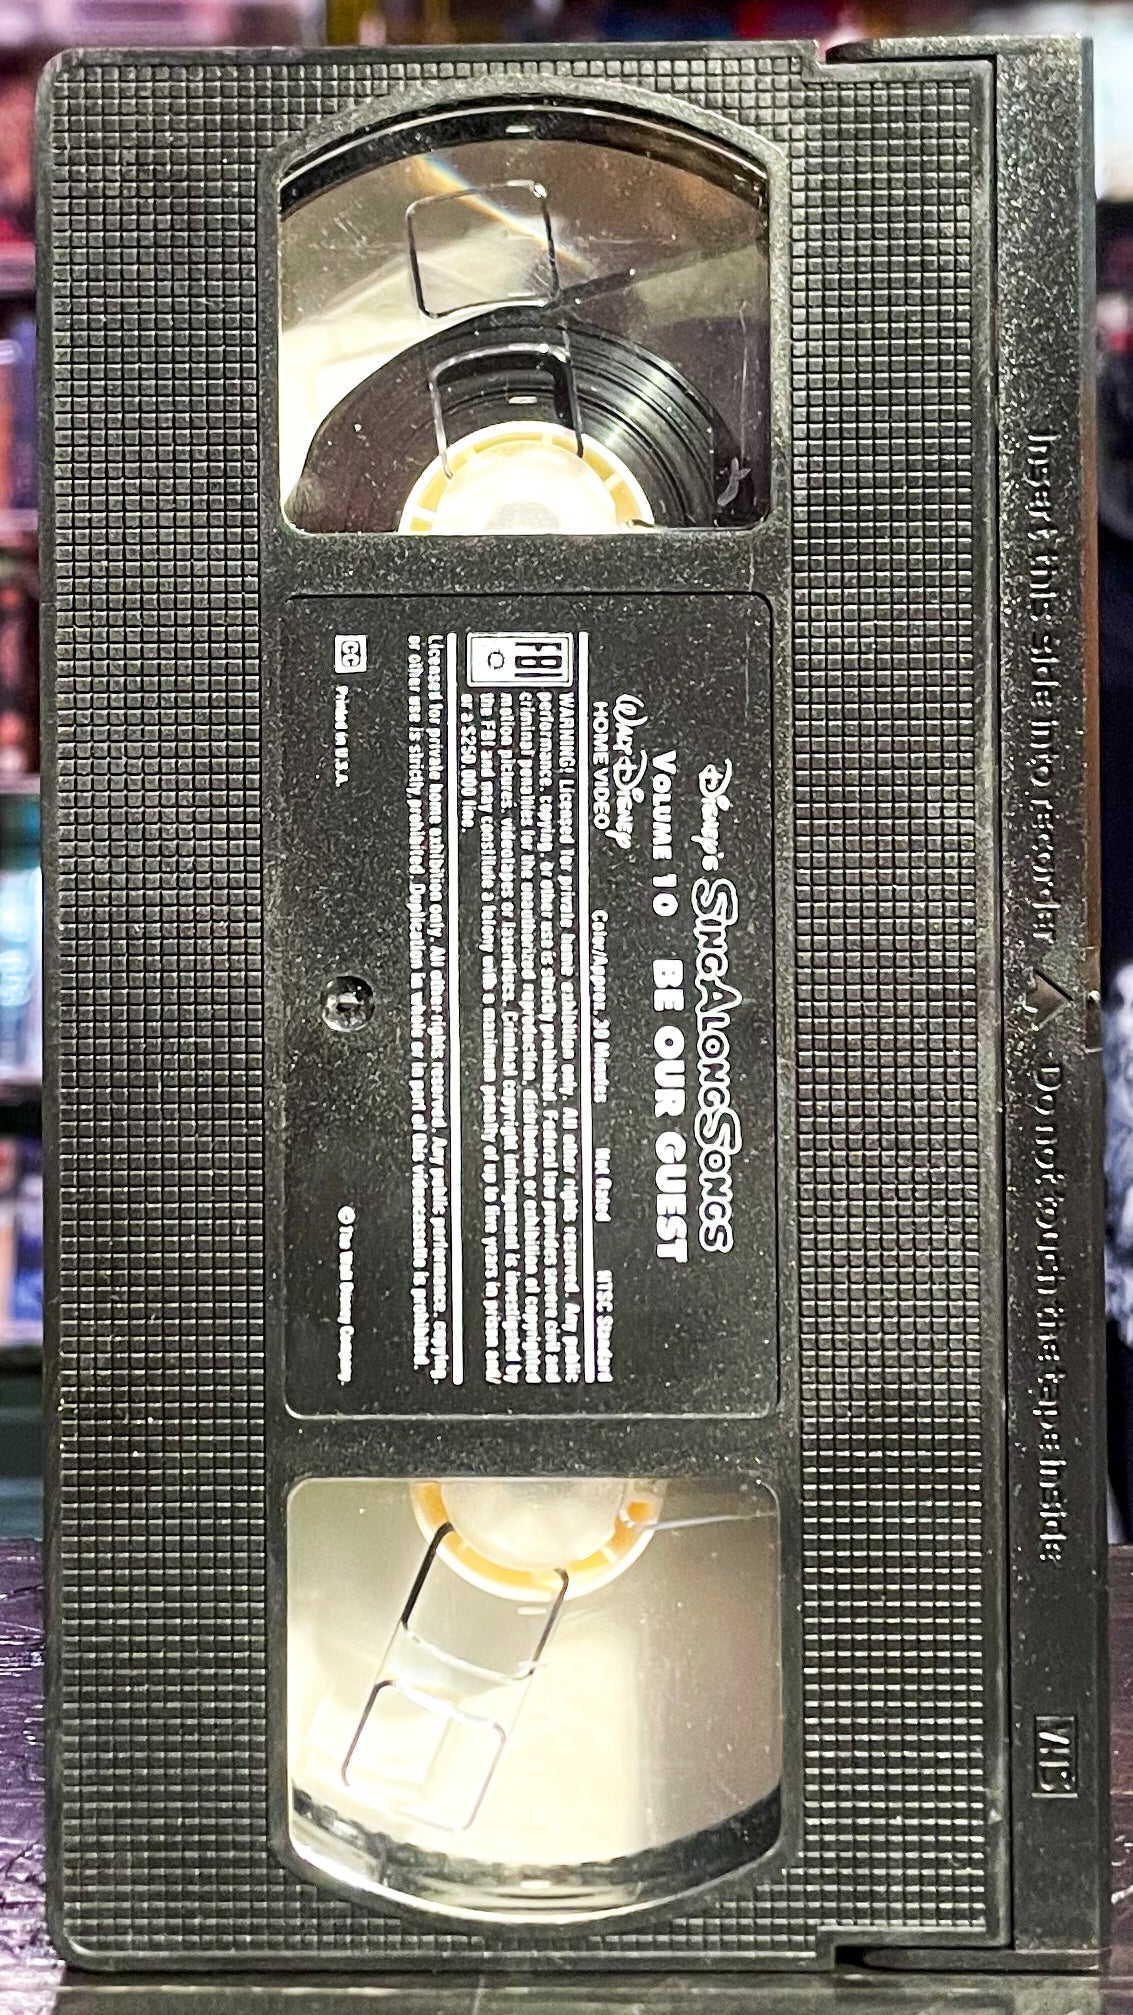 Insert this side into recorder Do not touch the tape inside.
VHS
Disney's SING ALONG SONGS
VOLUME 10 BE OUR GUEST
WALT DISNEY
HOME VIDEO
Color/Approx. 30 Minutes Not Rated NTSC Standard
FBI
WARNING! Licensed for private home exhibition only. All other rights reserved. Any public
performance, copying, or other use is strictly prohibited. Federal law provides severe civil and
criminal penalties for the unauthorized reproduction, distribution or exhibition of copyrighted
motion pictures, videotapes or laserdiscs. Criminal copyright infringement is investigated by
the FBI and may constitute a felony with a maximum penalty of up to five years in prison and/
or a $250,000 fine.
Licensed for private home exhibition only. All other rights reserved. Any public performance, copying,
or other use is strictly prohibited. Duplication in whole or in part of this videocassette is prohibited.
CC Printed in U.S.A. © The Walt Disney Company.